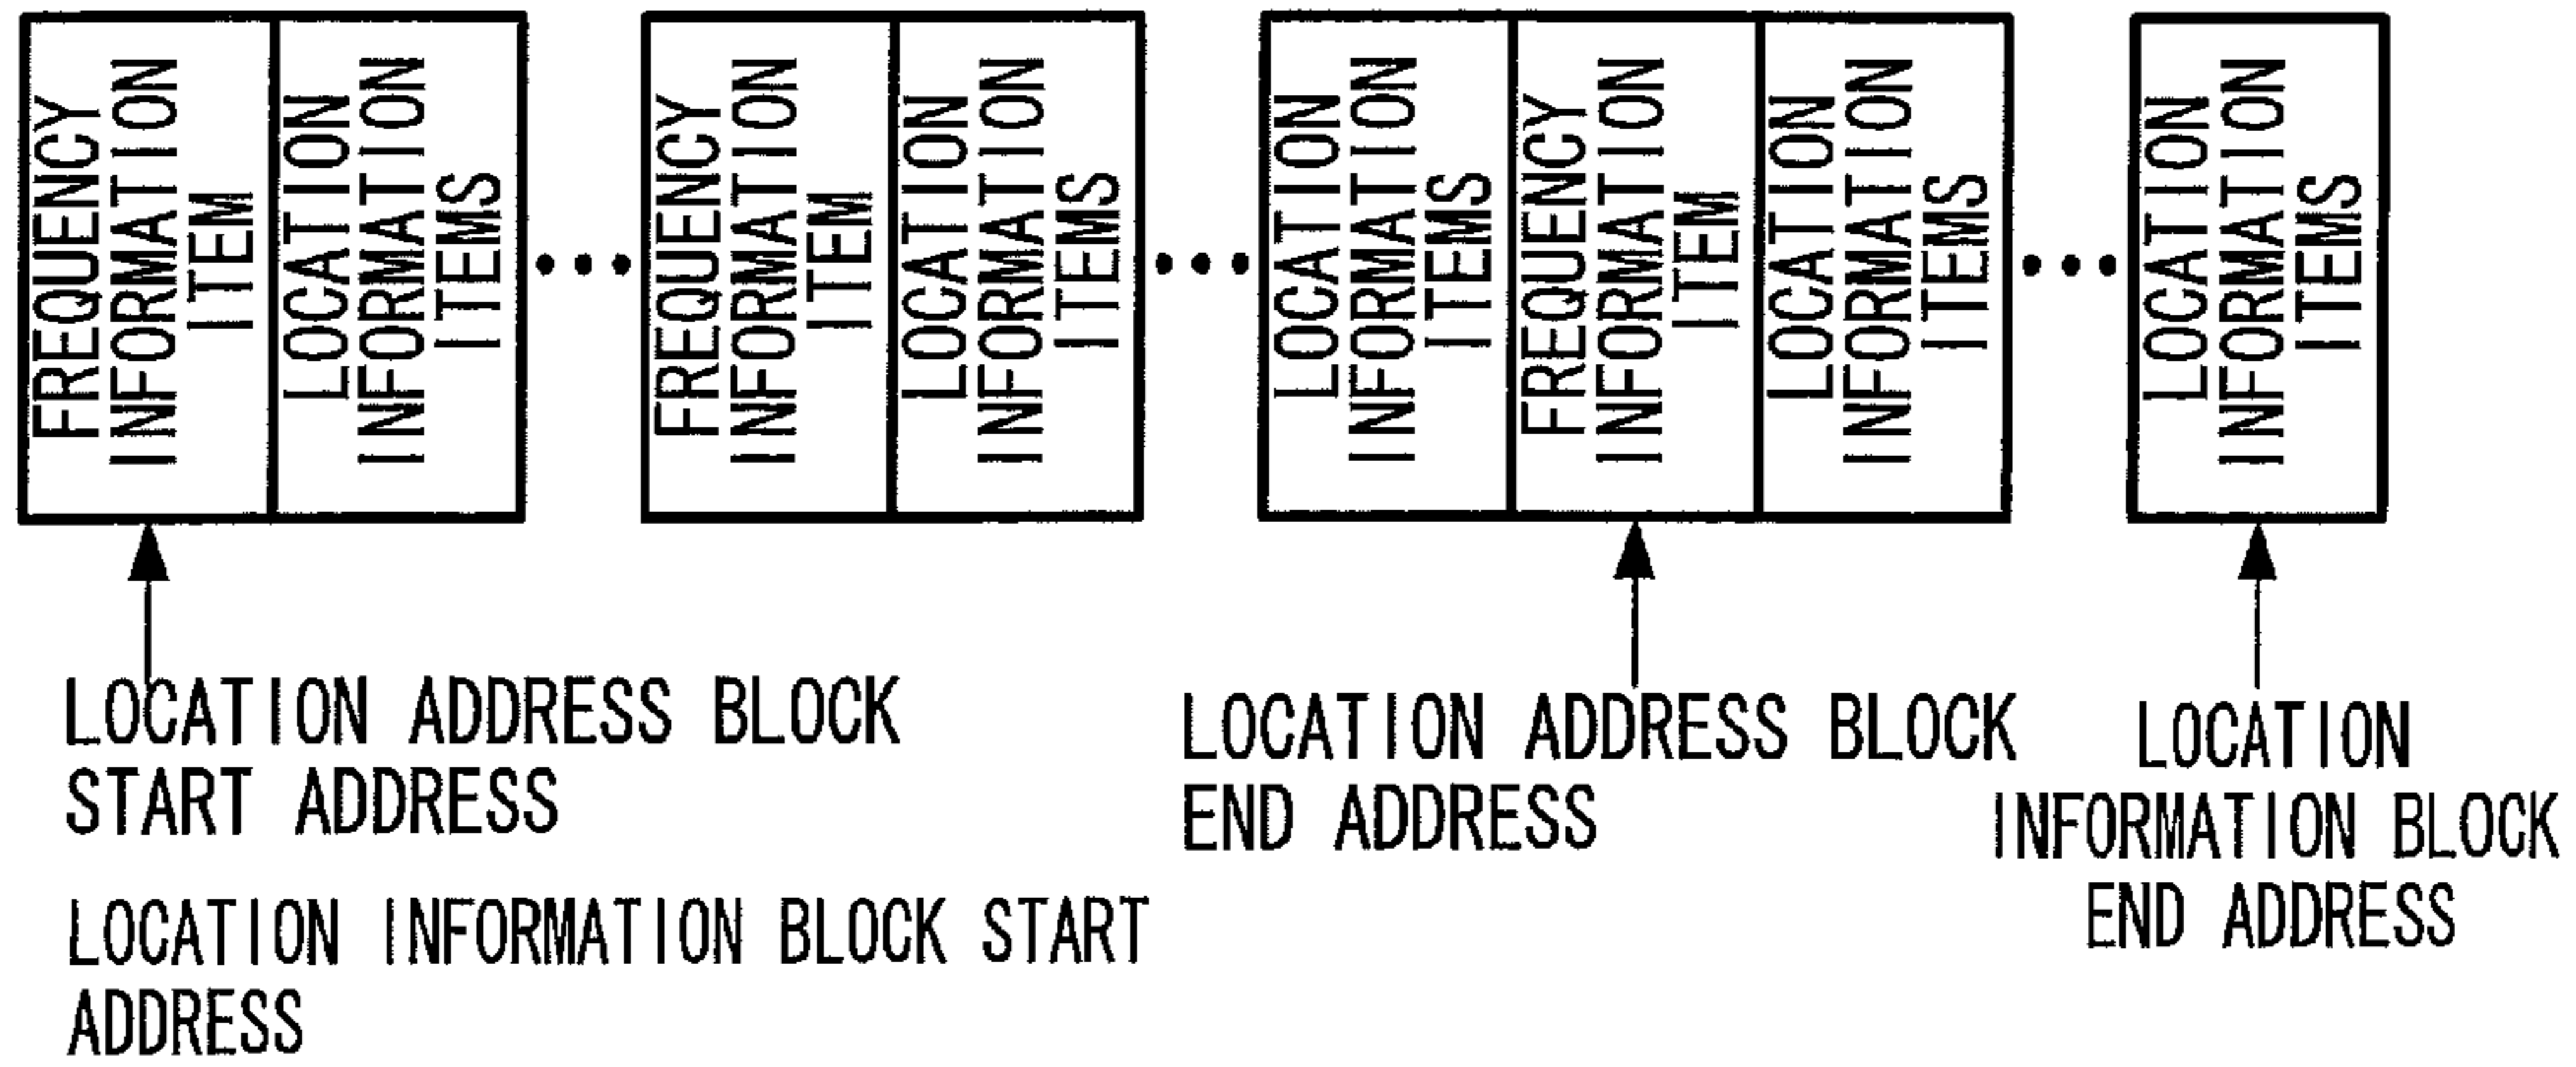 FREQUENCY
INFORMATION
ITEM
LOCATION
INFORMATION
ITEMS
•••
FREQUENCY
INFORMATION
ITEM
LOCATION
INFORMATION
ITEMS
•••
LOCATION
INFORMATION
ITEMS
FREQUENCY
INFORMATION
ITEM
LOCATION
INFORMATION
ITEMS
•••
LOCATION
INFORMATION
ITEMS
LOCATION ADDRESS BLOCK
START ADDRESS
LOCATION INFORMATION BLOCK START
ADDRESS
LOCATION ADDRESS BLOCK
END ADDRESS
LOCATION
INFORMATION BLOCK
END ADDRESS